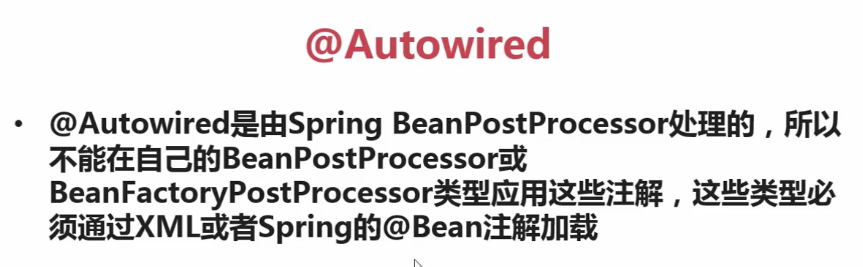 @Autowired
• @Autowired是由Spring BeanPostProcessor处理的，所以
不能在自己的BeanPostProcessor或
BeanFactoryPostProcessor类型应用这些注解，这些类型必
须通过XML或者Spring的@Bean注解加载